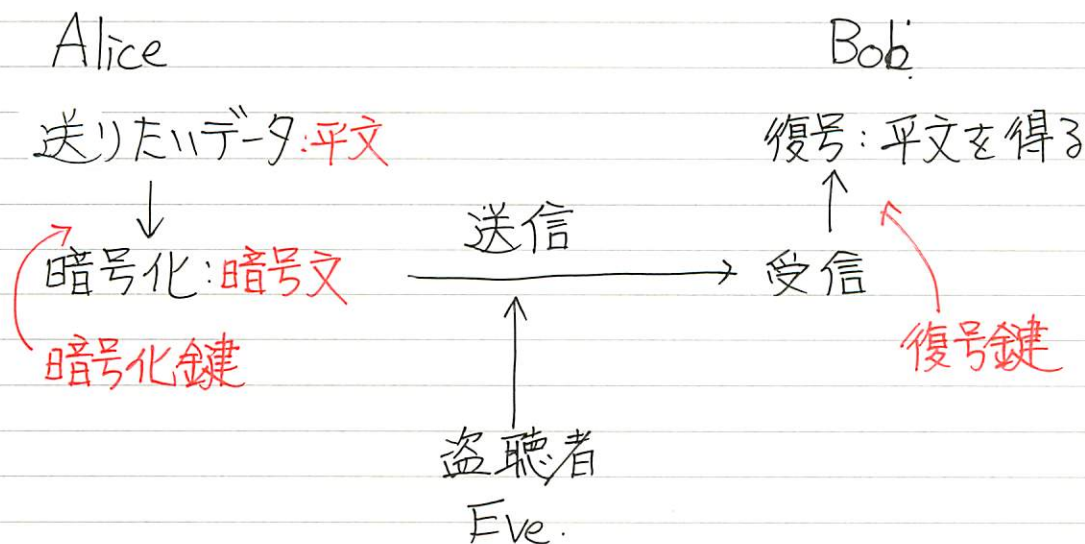 Alice
Bob
送りたいデータ:平文
復号:平文を得る
送信
暗号化:暗号文
受信
暗号化鍵
復号鍵
盗聴者
Eve.